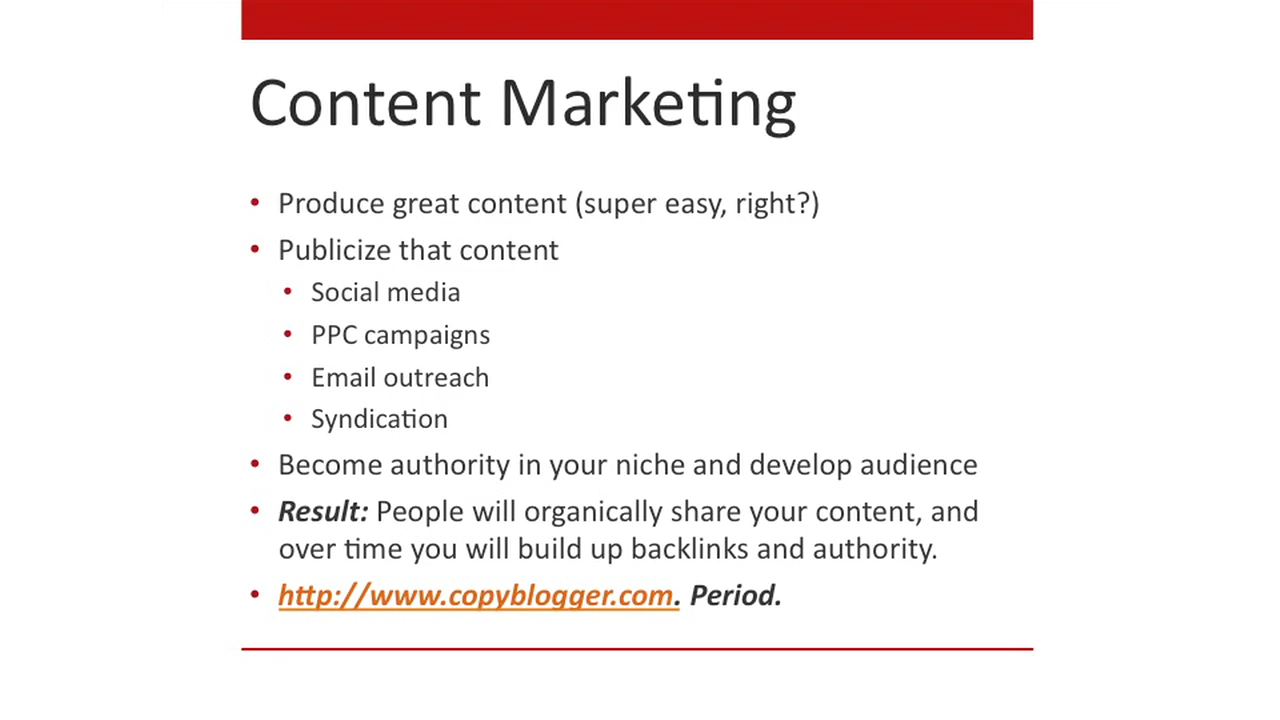 Content Marketing
• Produce great content (super easy, right?)
• Publicize that content
• Social media
• PPC campaigns
• Email outreach
• Syndication
• Become authority in your niche and develop audience
• Result: People will organically share your content, and
over time you will build up backlinks and authority.
• http://www.copyblogger.com. Period.